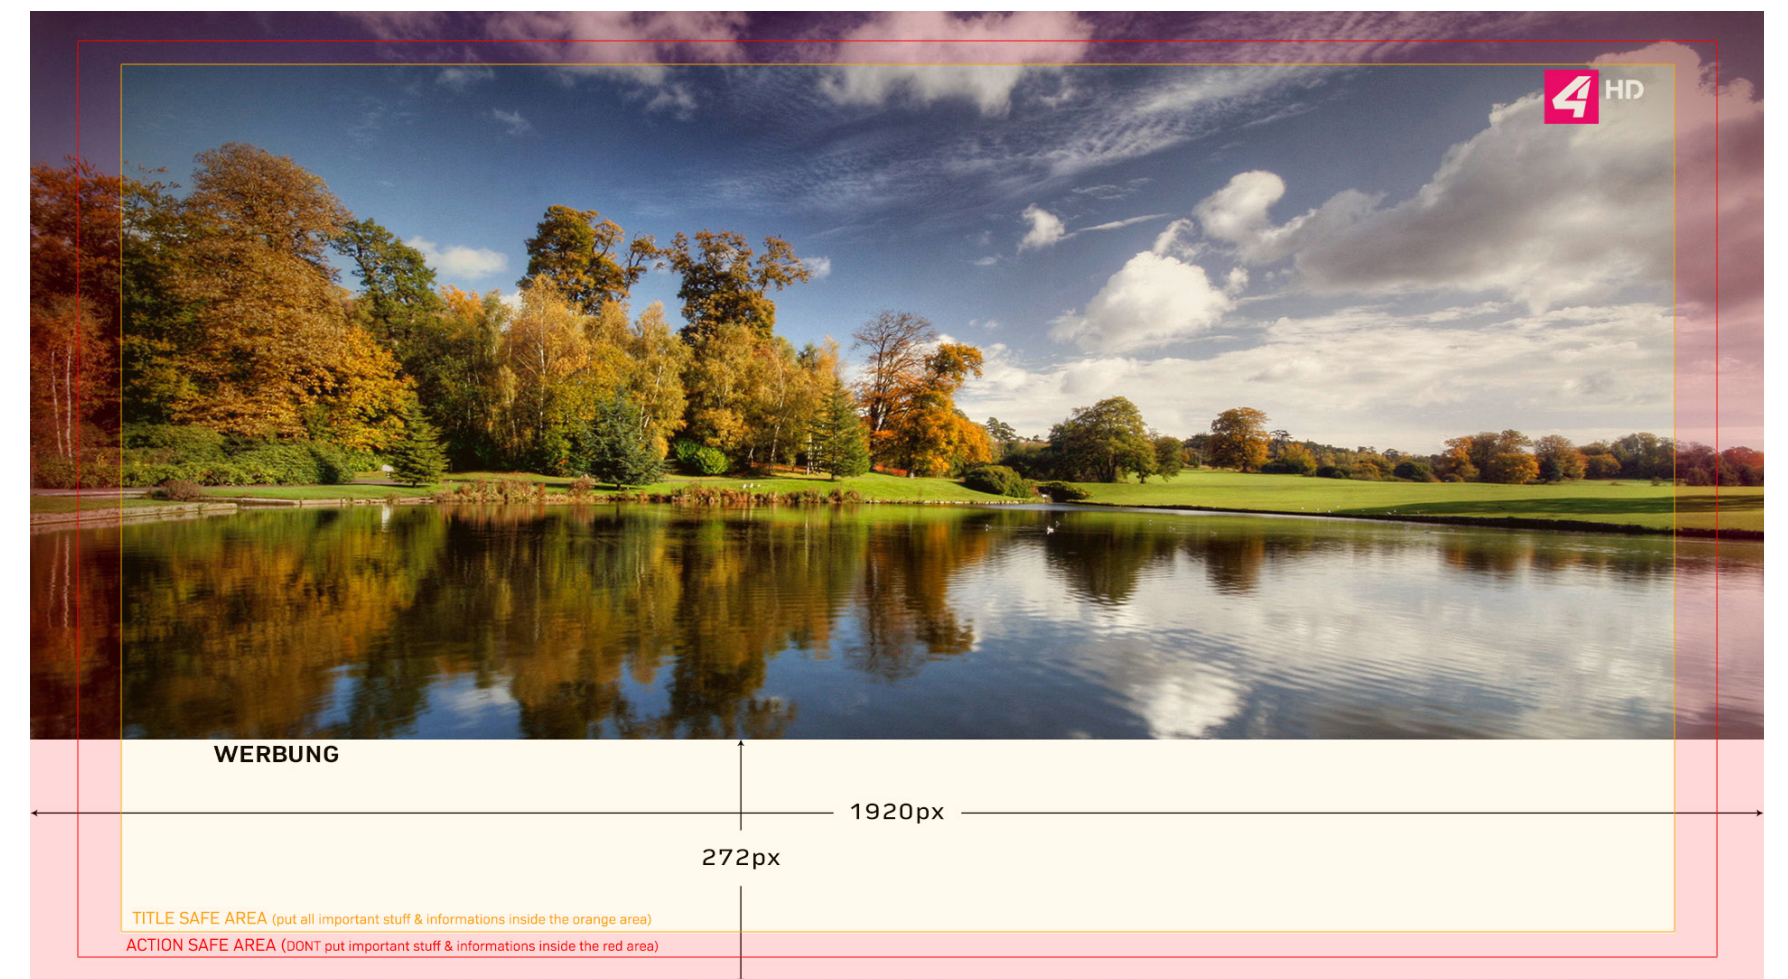 4 HD
WERBUNG
1920px
272px
TITLE SAFE AREA (put all important stuff & informations inside the orange area)
ACTION SAFE AREA (DONT put important stuff & informations inside the red area)